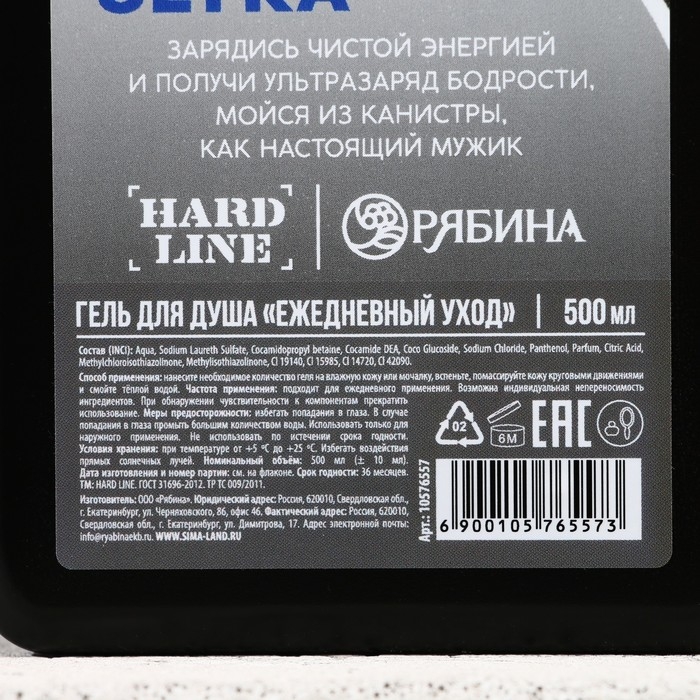 ЗАРЯДИСЬ ЧИСТОЙ ЭНЕРГИЕЙ
И ПОЛУЧИ УЛЬТРАЗАРЯД БОДРОСТИ,
МОЙСЯ ИЗ КАНИСТРЫ,
КАК НАСТОЯЩИЙ МУЖИК
HARD
LINE
РЯБИНА
ГЕЛЬ ДЛЯ ДУША «ЕЖЕДНЕВНЫЙ УХОД» | 500 мл
Состав (INCI): Aqua, Sodium Laureth Sulfate, Cocamidopropyl betaine, Cocamide DEA, Coco Glucoside, Sodium Chloride, Panthenol, Parfum, Citric Acid,
Methylchloroisothiazolinone, Methylisothiazolinone, CI 19140, CI 15985, CI 14720, CI 42090.
Способ применения: нанесите необходимое количество геля на влажную кожу или мочалку, вспеньте, помассируйте кожу круговыми движениями
и смойте тёплой водой. Частота применения: подходит для ежедневного применения. Возможна индивидуальная непереносимость
ингредиентов. При обнаружении чувствительности к компонентам прекратить
использование. Меры предосторожности: избегать попадания в глаза. В случае
попадания в глаза промыть большим количеством воды. Использовать только для
наружного применения. Не использовать по истечении срока годности.
Условия хранения: при температуре от +5 ºС до +25 ºС. Избегать воздействия
прямых солнечных лучей. Номинальный объём: 500 мл (± 10 мл).
Дата изготовления и номер партии: см. на флаконе. Срок годности: 36 месяцев.
ТМ: HARD LINE. ГОСТ 31696-2012. ТР ТС 009/2011.
Изготовитель: ООО «Рябина». Юридический адрес: Россия, 620010, Свердловская обл.,
г. Екатеринбург, ул. Черняховского, 86, офис 46. Фактический адрес: Россия, 620010,
Свердловская обл., г. Екатеринбург, ул. Димитрова, 17. Адрес электронной почты:
info@ryabinaekb.ru. WWW.SIMA-LAND.RU
02
6M
EAC
Арт.: 10576557
6 900105 765573